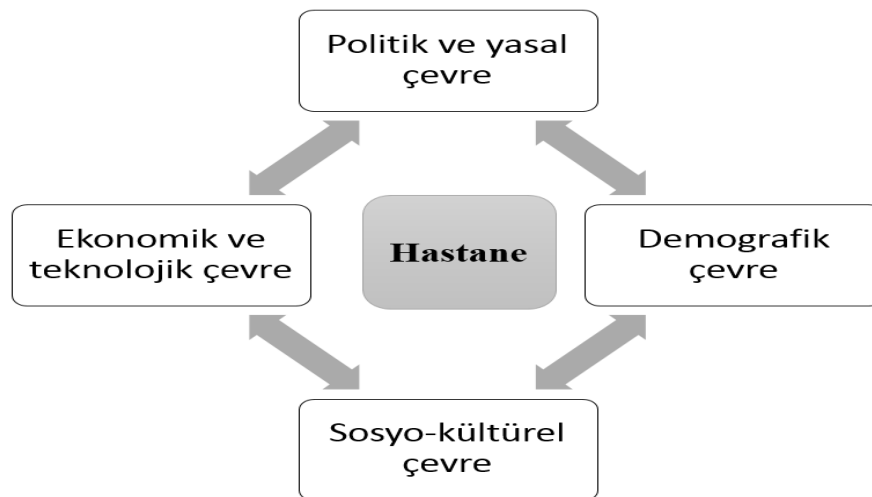 Politik ve yasal
çevre
Ekonomik ve
teknolojik çevre
Hastane
Demografik
çevre
Sosyo-kültürel
çevre